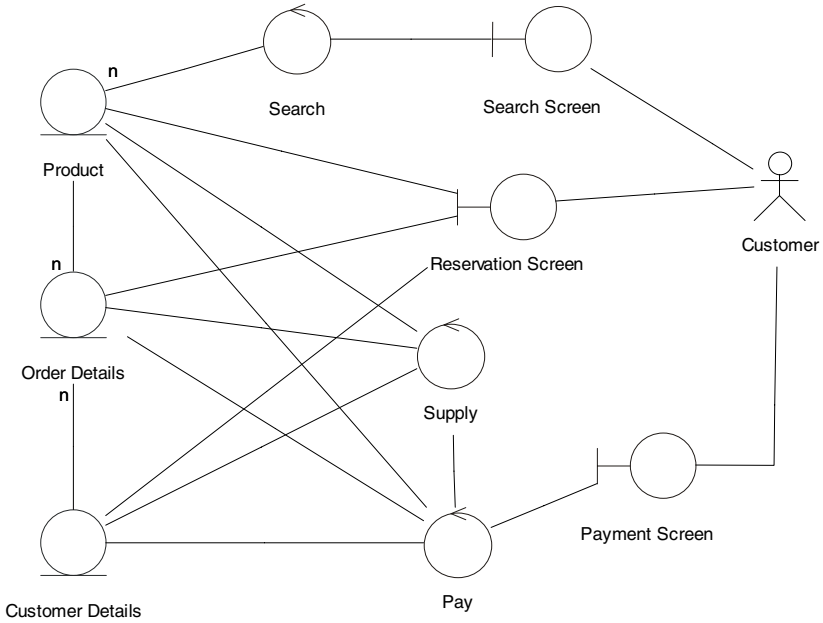 n
Search
Search Screen
Product
Customer
n
Reservation Screen
Order Details
n
Supply
Payment Screen
Customer Details
Pay